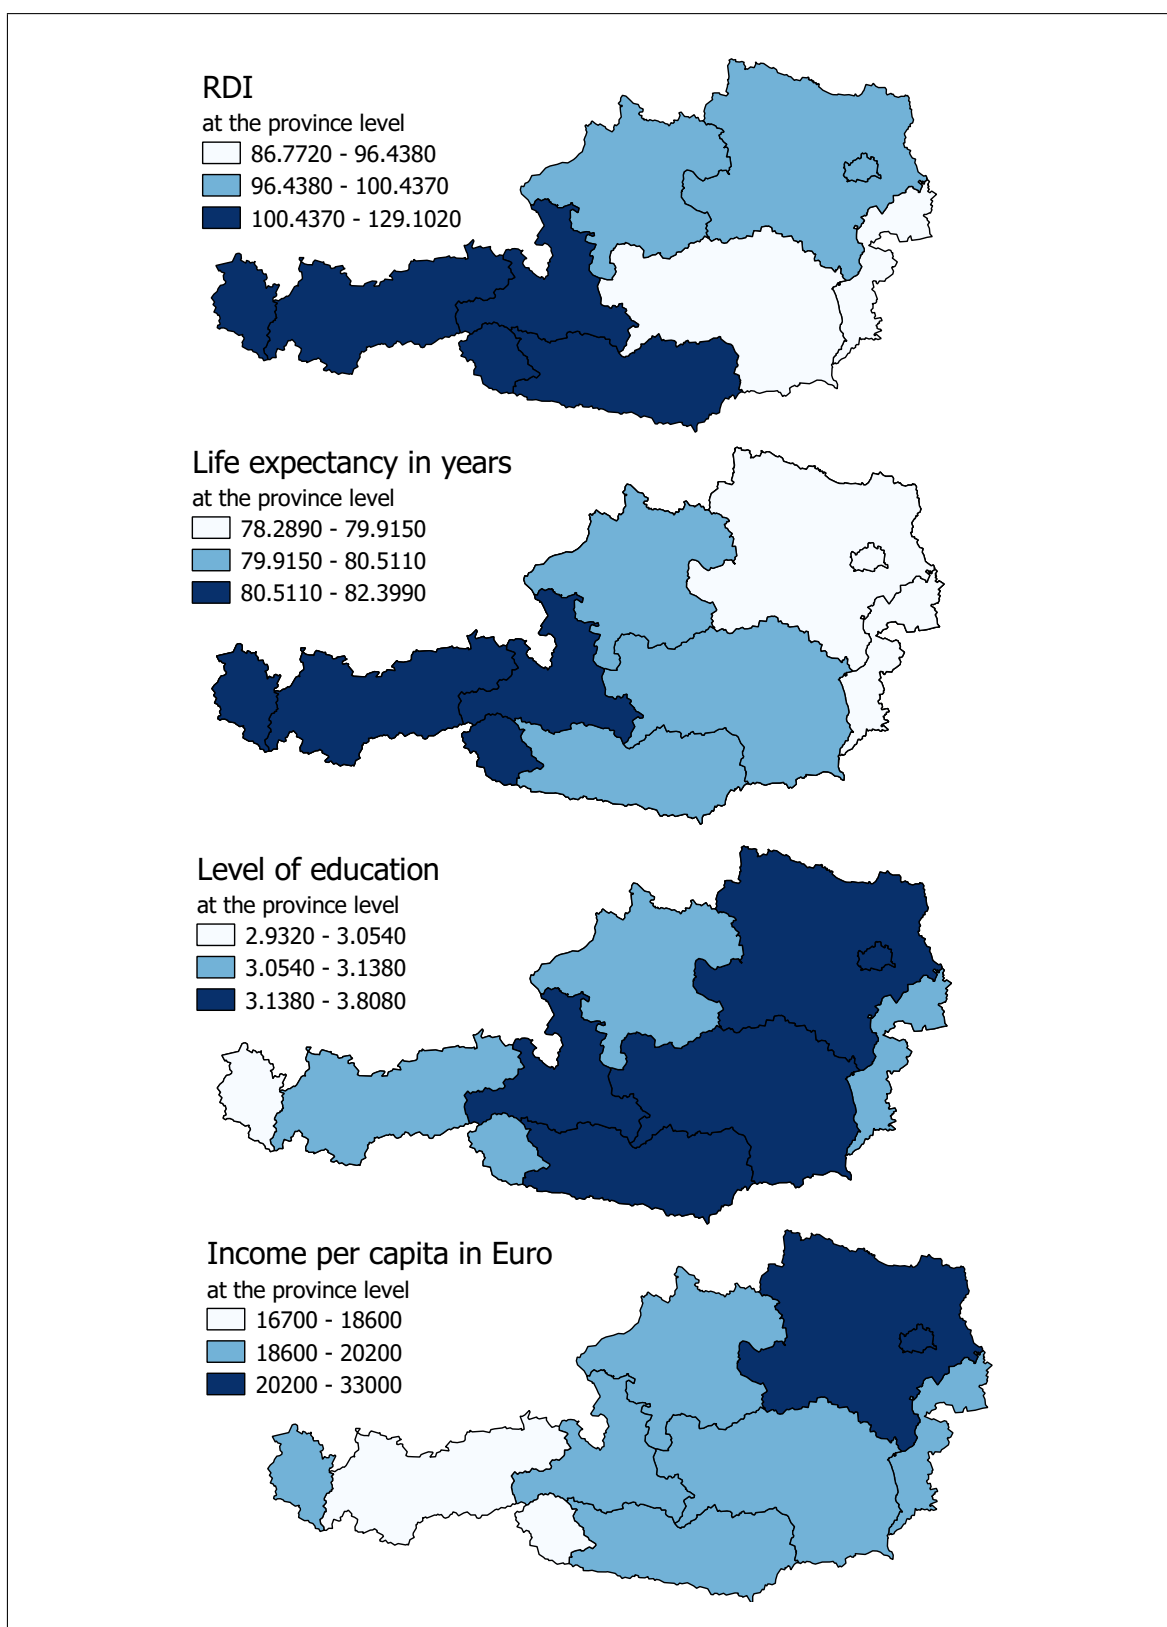 RDI
at the province level
86.7720 - 96.4380
96.4380 - 100.4370
100.4370 - 129.1020
Life expectancy in years
at the province level
78.2890 - 79.9150
79.9150 - 80.5110
80.5110 - 82.3990
Level of education
at the province level
2.9320 - 3.0540
3.0540 - 3.1380
3.1380 - 3.8080
Income per capita in Euro
at the province level
16700 - 18600
18600 - 20200
20200 - 33000